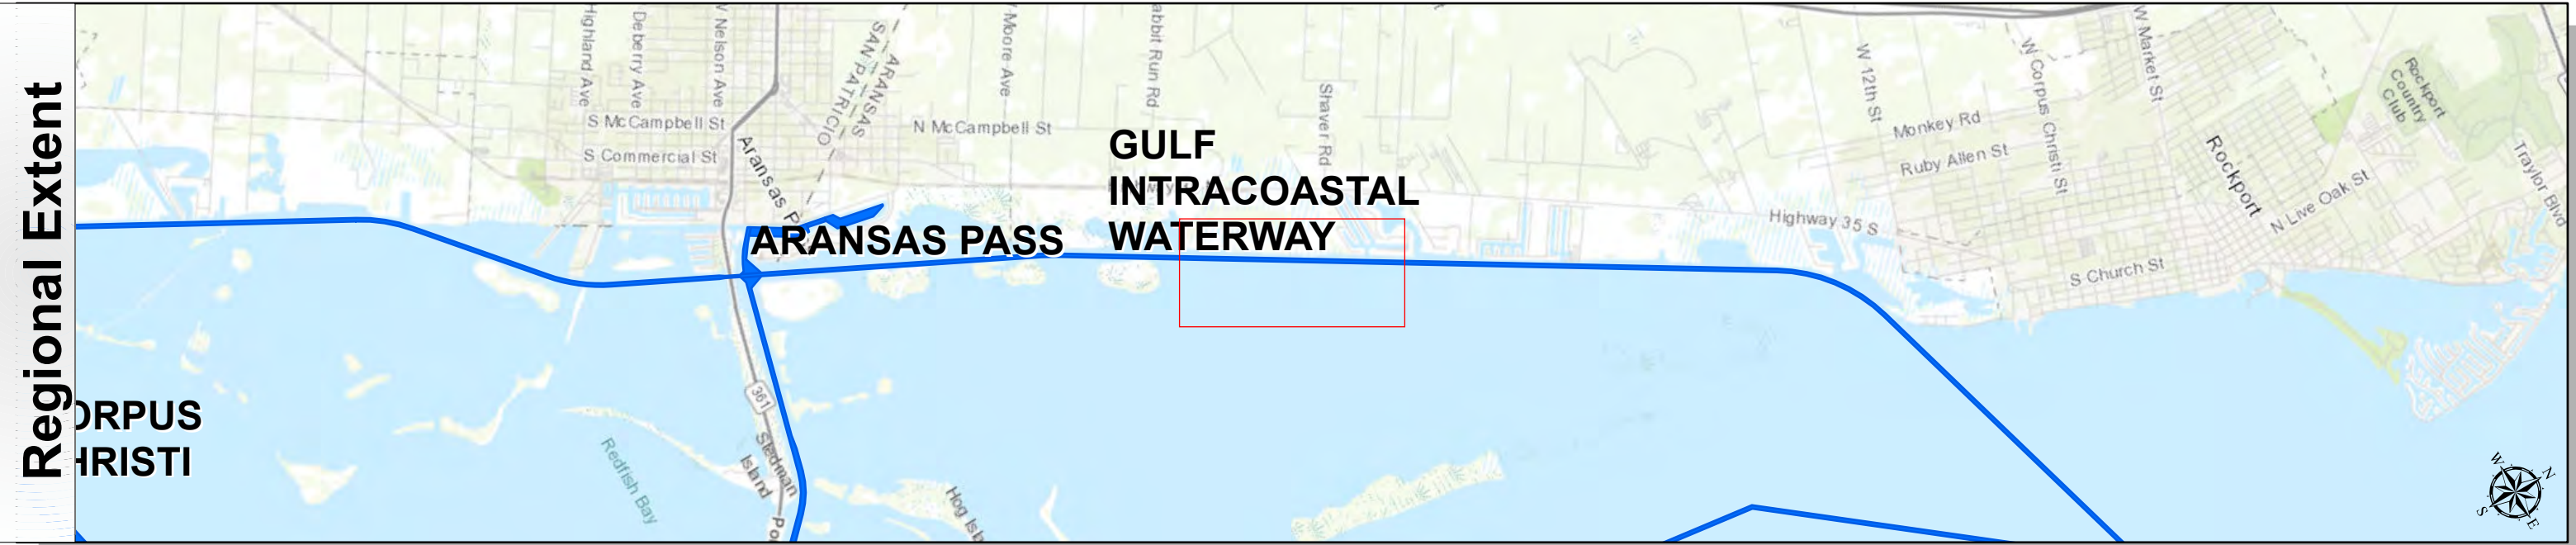 Regional Extent
Highland Ave
Deberry Ave
W Nelson Ave
SAN PATRICIO
ARANSAS
Moore Ave
abbit Run Rd
Shaver Rd
W 12th St
W Corpus Christi St
W Market St
Rockport
Country
Club
S McCampbell St
N McCampbell St
Monkey Rd
S Commercial St
Ruby Allen St
Aransas P
GULF
INTRACOASTAL
WATERWAY
Rockport
Traylor Blvd
N Live Oak St
Highway 35 S
ARANSAS PASS
S Church St
361
ORPUS
HRISTI
Stedman
Island
Redfish Bay
Hog Isla
Po
W
N
S
E